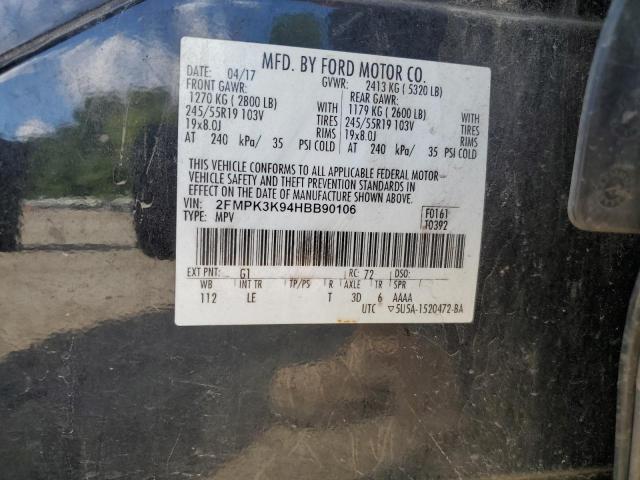 MFD. BY FORD MOTOR CO.
DATE: 04/17 GVWR: 2413 KG ( 5320 LB)
FRONT GAWR: REAR GAWR:
1270 KG ( 2800 LB) WITH 1179 KG ( 2600 LB) WITH
245/55R19 103V TIRES 245/55R19 103V TIRES
19x8.0J RIMS 19x8.0J RIMS
AT 240 kPa/ 35 PSI COLD AT 240 kPa/ 35 PSI COLD
THIS VEHICLE CONFORMS TO ALL APPLICABLE FEDERAL MOTOR-
VEHICLE SAFETY AND THEFT PREVENTION STANDARDS IN
EFFECT ON THE DATE OF MANUFACTURE SHOWN ABOVE.
VIN: 2FMPK3K94HBB90106 F0161
TYPE: MPV T0392
EXT PNT: G1 RC: 72 DSO:
WB INT TR TP/PS R AXLE TR SPR
112 LE T 3D 6 AAAA
UTC ▽5U5A-1520472-BA